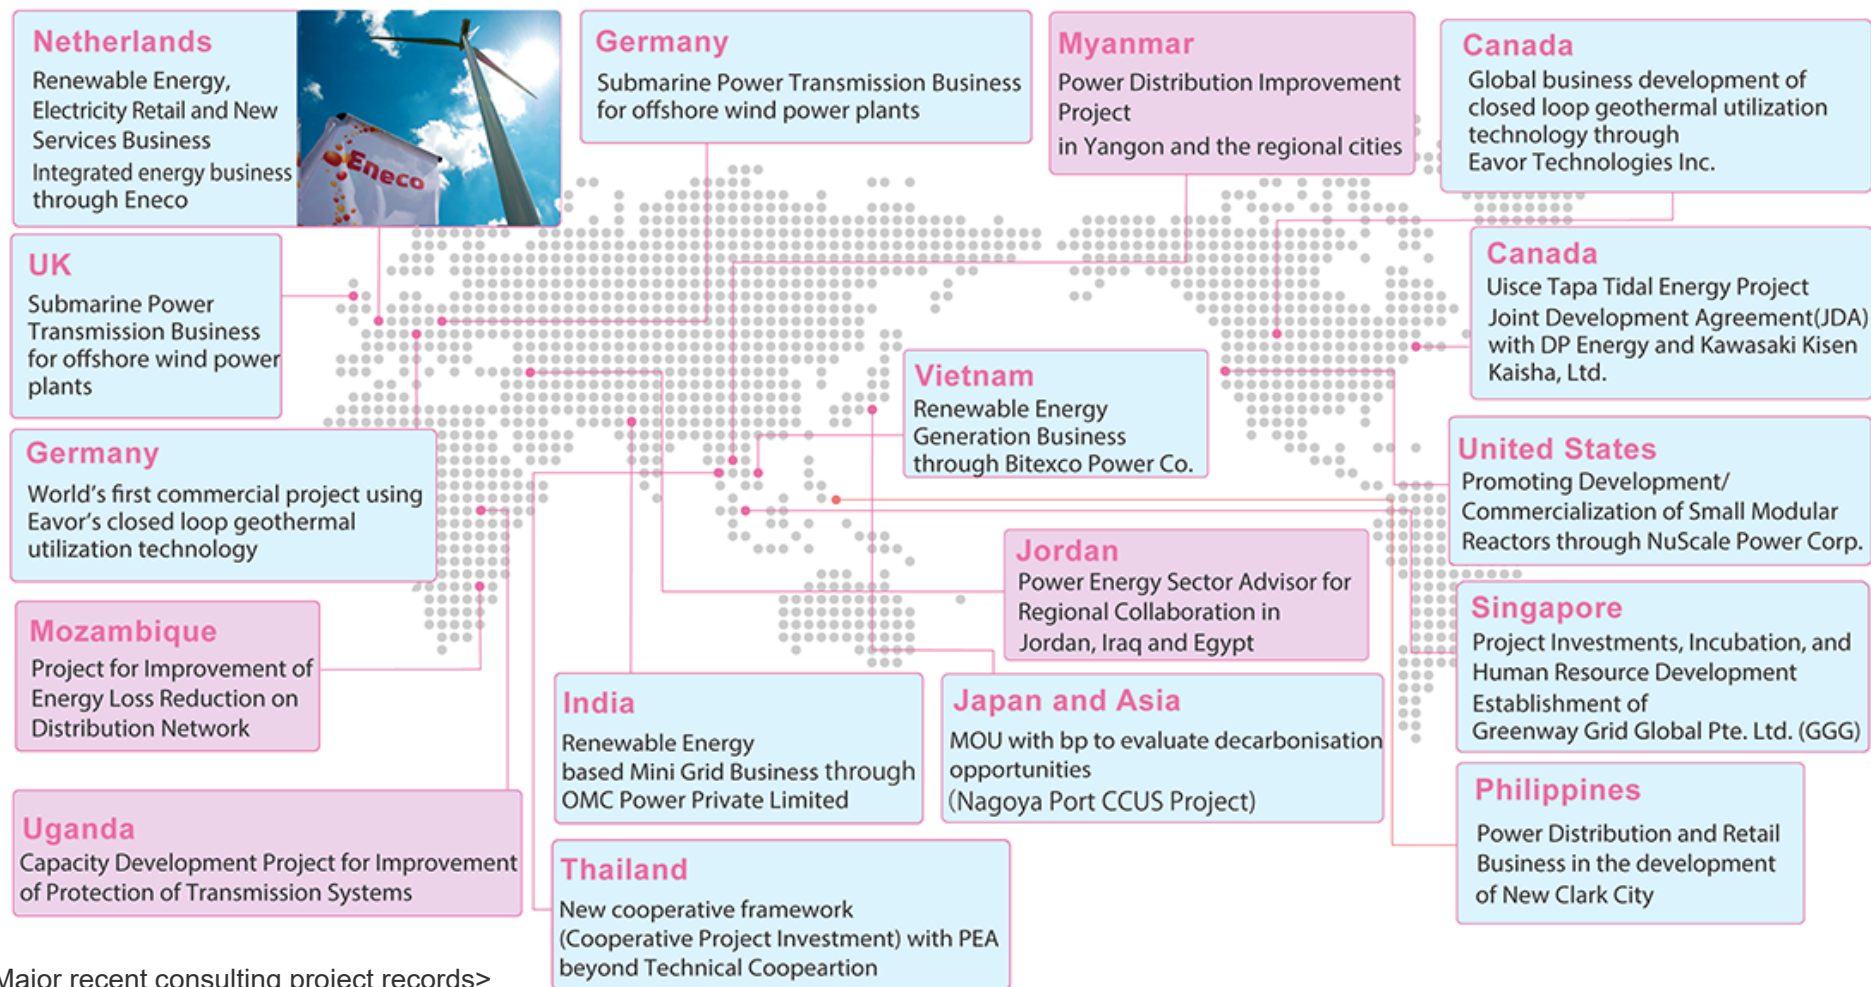 Netherlands
Renewable Energy,
Electricity Retail and New
Services Business
Integrated energy business
through Eneco
Eneco
Germany
Submarine Power Transmission Business
for offshore wind power plants
Myanmar
Power Distribution Improvement
Project
in Yangon and the regional cities
Canada
Global business development of
closed loop geothermal utilization
technology through
Eavor Technologies Inc.
UK
Submarine Power
Transmission Business
for offshore wind power
plants
Canada
Uisce Tapa Tidal Energy Project
Joint Development Agreement(JDA)
with DP Energy and Kawasaki Kisen
Kaisha, Ltd.
Vietnam
Renewable Energy
Generation Business
through Bitexco Power Co.
Germany
World's first commercial project using
Eavor's closed loop geothermal
utilization technology
United States
Promoting Development/
Commercialization of Small Modular
Reactors through NuScale Power Corp.
Jordan
Power Energy Sector Advisor for
Regional Collaboration in
Jordan, Iraq and Egypt
Singapore
Project Investments, Incubation, and
Human Resource Development
Establishment of
Greenway Grid Global Pte. Ltd. (GGG)
Mozambique
Project for Improvement of
Energy Loss Reduction on
Distribution Network
India
Renewable Energy
based Mini Grid Business through
OMC Power Private Limited
Japan and Asia
MOU with bp to evaluate decarbonisation
opportunities
(Nagoya Port CCUS Project)
Philippines
Power Distribution and Retail
Business in the development
of New Clark City
Uganda
Capacity Development Project for Improvement
of Protection of Transmission Systems
Thailand
New cooperative framework
(Cooperative Project Investment) with PEA
beyond Technical Coopeartion
Major recent consulting project records>